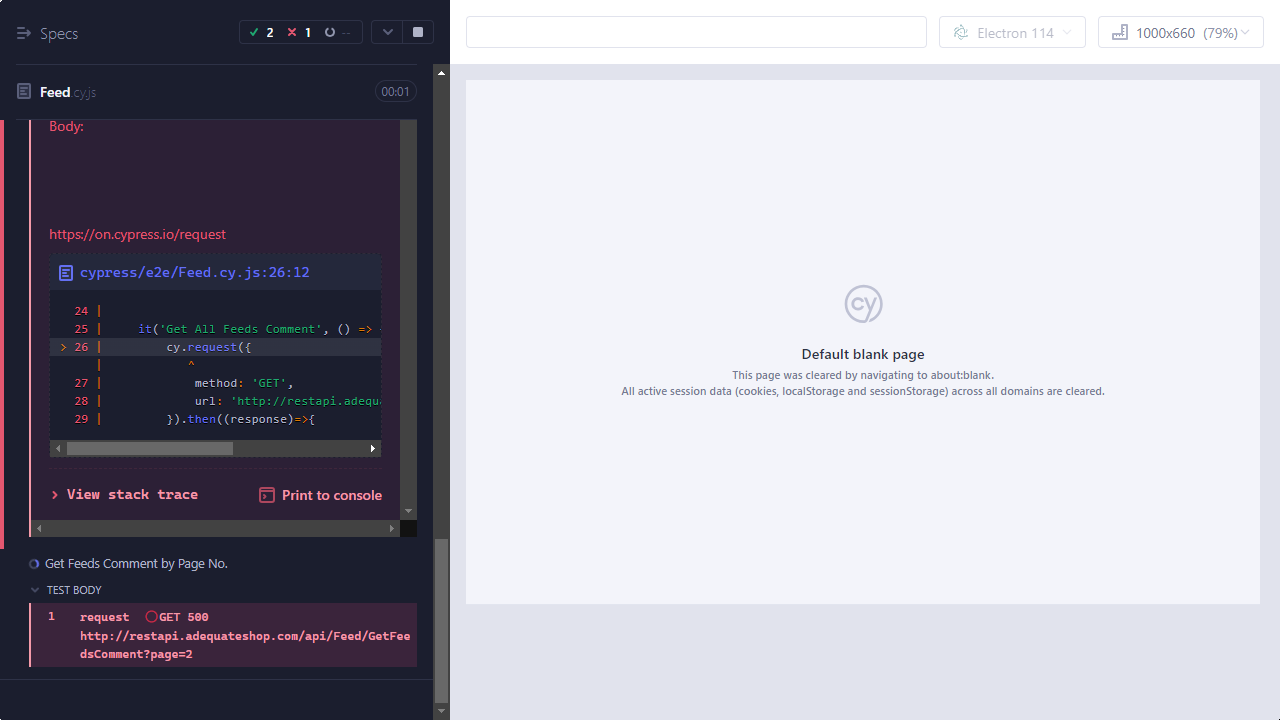 Specs
2 1 --
Electron 114
1000x660 (79%)
Feed.cy.js
00:01
Body:
https://on.cypress.io/request
cypress/e2e/Feed.cy.js:26:12
24 |
25 | it('Get All Feeds Comment', () =>
> 26 | cy.request({
| ^
27 | method: 'GET',
28 | url: 'http://restapi.adequa
29 | }).then((response)=>{
View stack trace
Print to console
Get Feeds Comment by Page No.
TEST BODY
1 request GET 500
http://restapi.adequateshop.com/api/Feed/GetFee
dsComment?page=2
cy
Default blank page
This page was cleared by navigating to about:blank.
All active session data (cookies, localStorage and sessionStorage) across all domains are cleared.